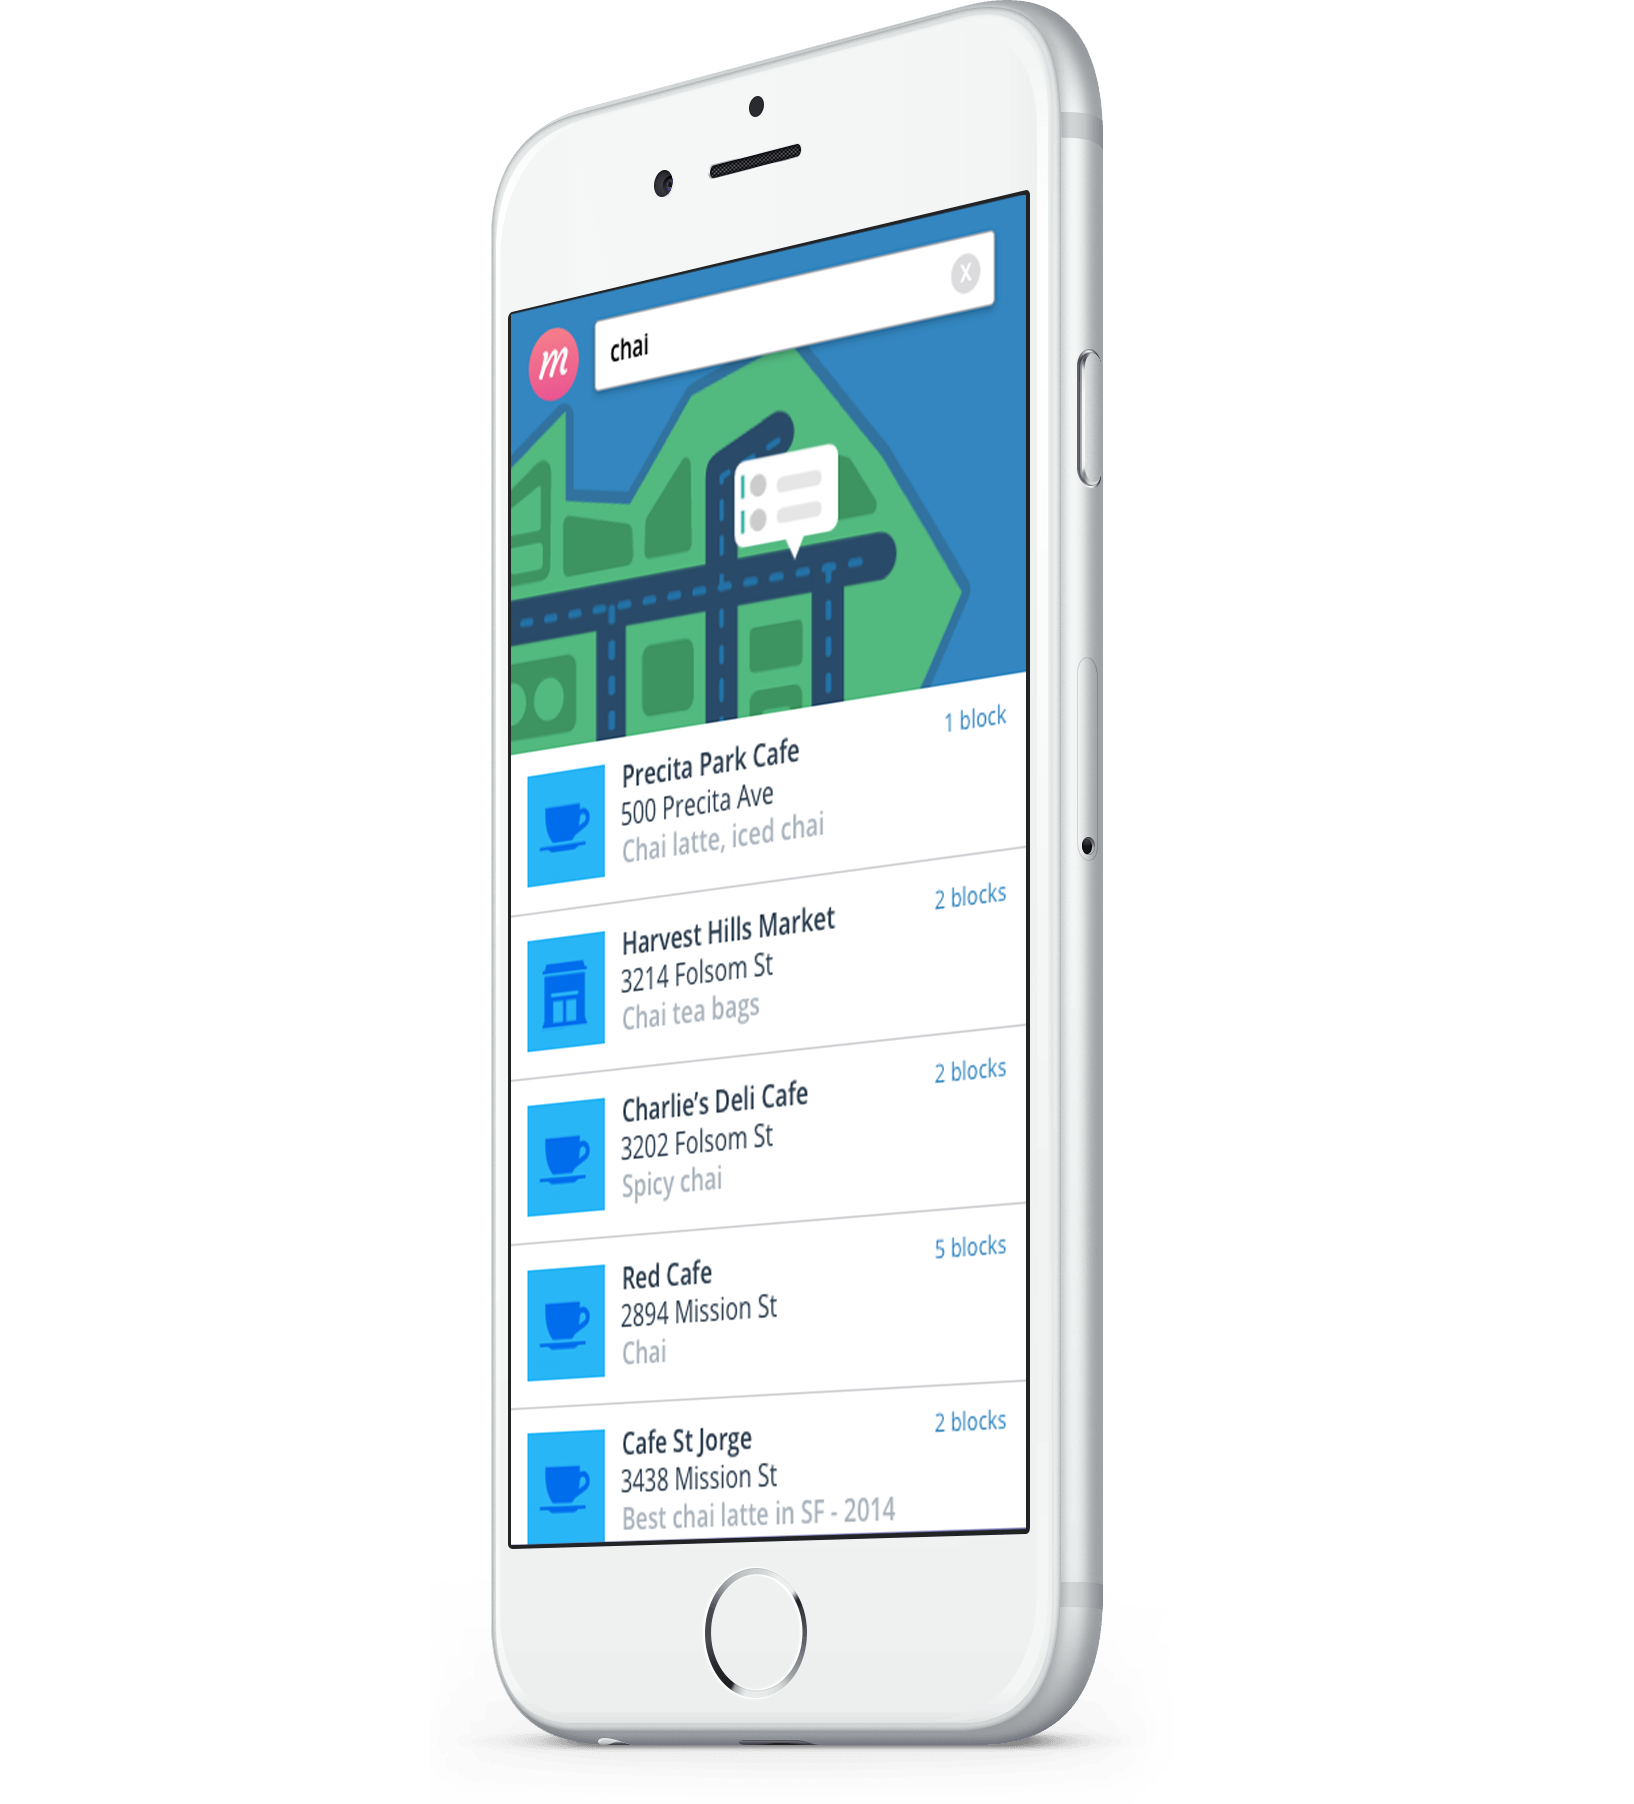 m
chai
X
1 block
Precita Park Cafe
500 Precita Ave
Chai latte, iced chai
2 blocks
Harvest Hills Market
3214 Folsom St
Chai tea bags
2 blocks
Charlie’s Deli Cafe
3202 Folsom St
Spicy chai
5 blocks
Red Cafe
2894 Mission St
Chai
2 blocks
Cafe St Jorge
3438 Mission St
Best chai latte in SF - 2014